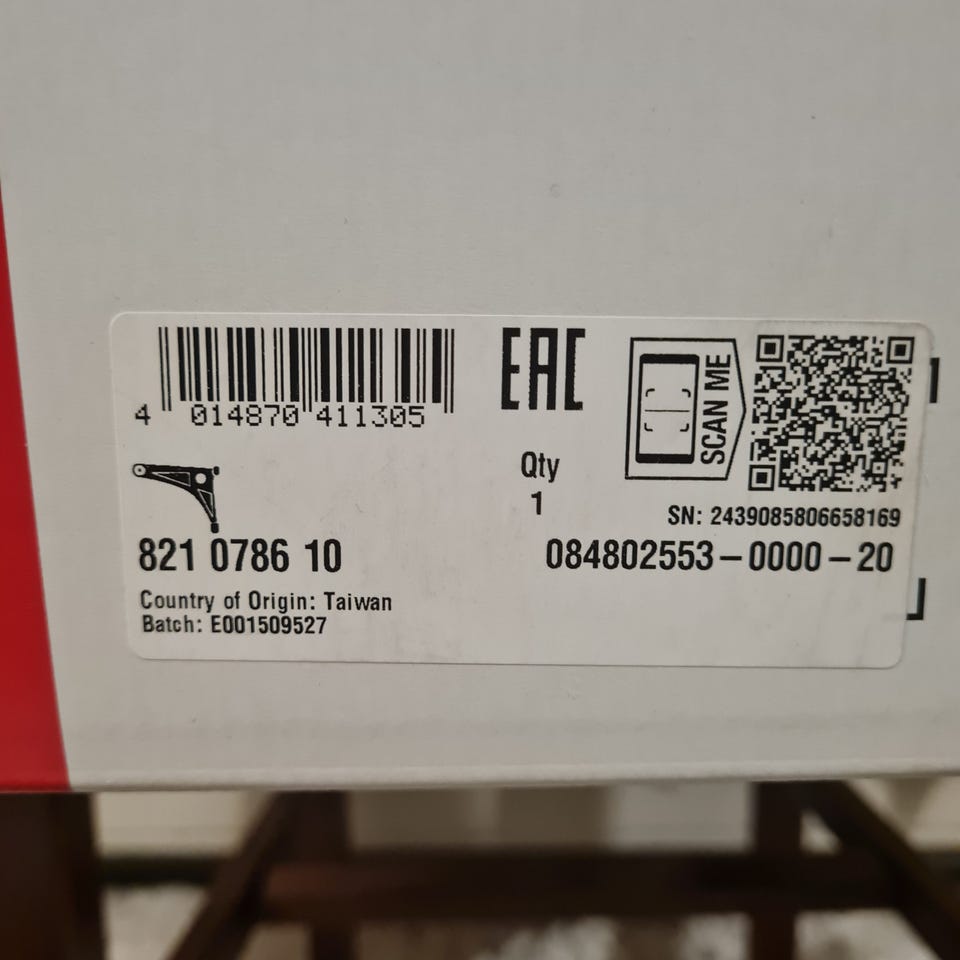 4 014870 411305
EAC
SCAN ME
Qty
1
SN: 2439085806658169
821 0786 10
084802553-0000-20
Country of Origin: Taiwan
Batch: E001509527